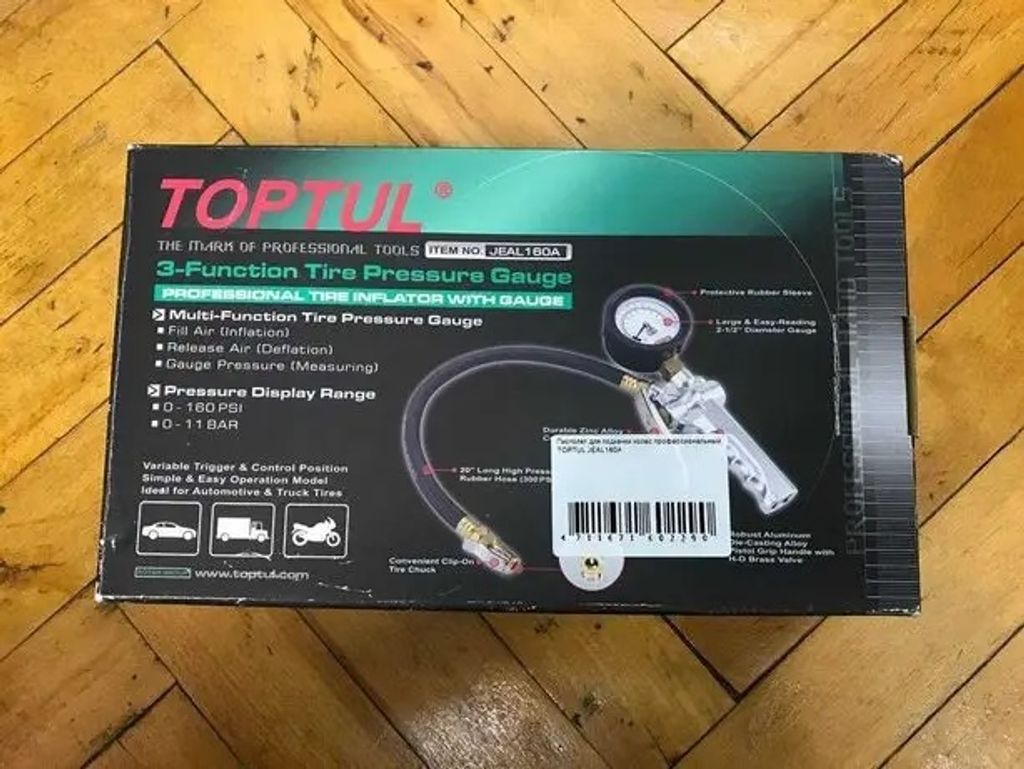 TOPTUL®
THE MARK OF PROFESSIONAL TOOLS ITEM NO. JEAL160A
3-Function Tire Pressure Gauge
PROFESSIONAL TIRE INFLATOR WITH GAUGE
Multi-Function Tire Pressure Gauge
Fill Air (Inflation)
Release Air (Deflation)
Gauge Pressure (Measuring)
Pressure Display Range
0 - 160 PSI
0 - 11 BAR
Variable Trigger & Control Position
Simple & Easy Operation Model
Ideal for Automotive & Truck Tires
www.toptul.com
Protective Rubber Sleeve
Large & Easy-Reading
2-1/2" Diameter Gauge
Durable Zinc Alloy
20" Long High
Rubber Hose
Convenient Clip-On
Tire Chuck
Пистолет для подкачки колес профессиональный
TOPTUL JEAL160A
4711671602290
Robust Aluminum
Die-Casting Alloy
Pistol Grip Handle with
H-D Brass Valve
PROFESSIONAL HAND TOOLS